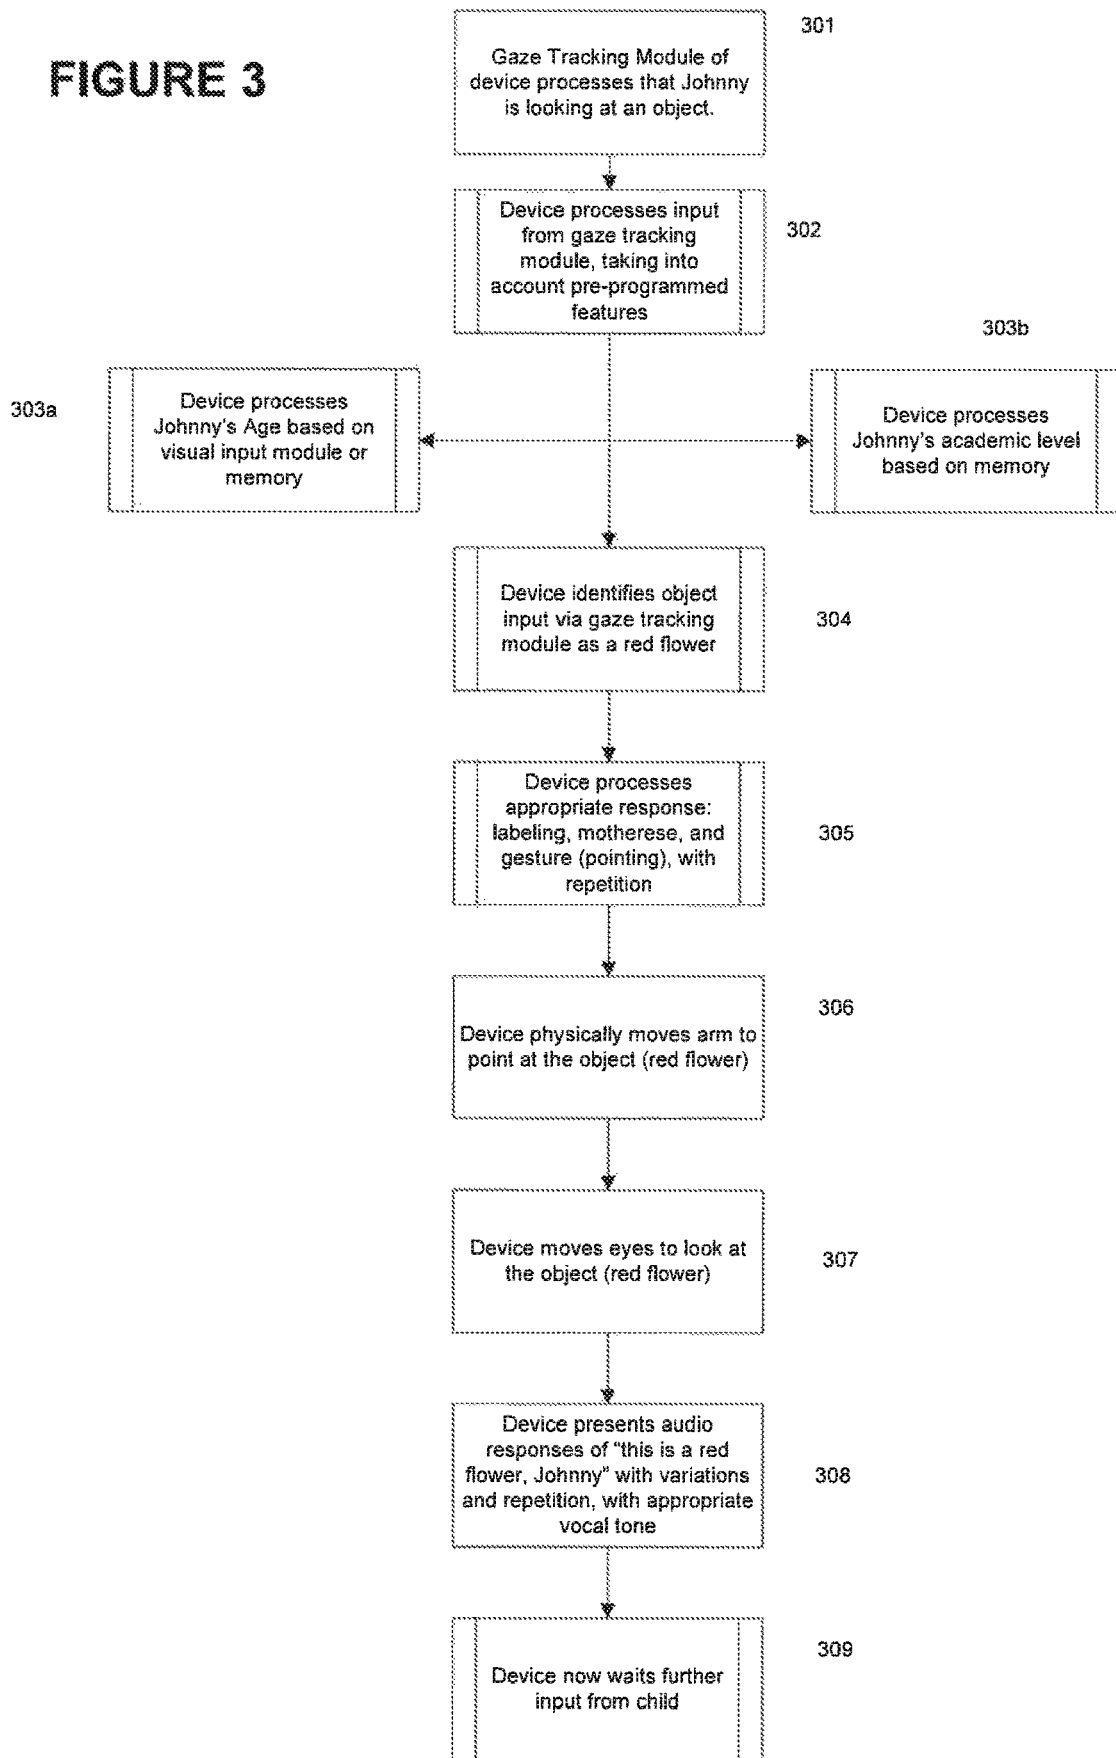 301
FIGURE 3
Gaze Tracking Module of
device processes that Johnny
is looking at an object.
Device processes input
from gaze tracking
module, taking into
account pre-programmed
features
302
303b
303a
Device processes
Johnny's Age based on
visual input module or
memory
Device processes
Johnny's academic level
based on memory
Device identifies object
input via gaze tracking
module as a red flower
304
Device processes
appropriate response:
labeling, motherese, and
gesture (pointing), with
repetition
305
306
Device physically moves arm to
point at the object (red flower)
Device moves eyes to look at
the object (red flower)
307
Device presents audio
responses of "this is a red
flower, Johnny" with variations
and repetition, with appropriate
vocal tone
308
309
Device now waits further
input from child